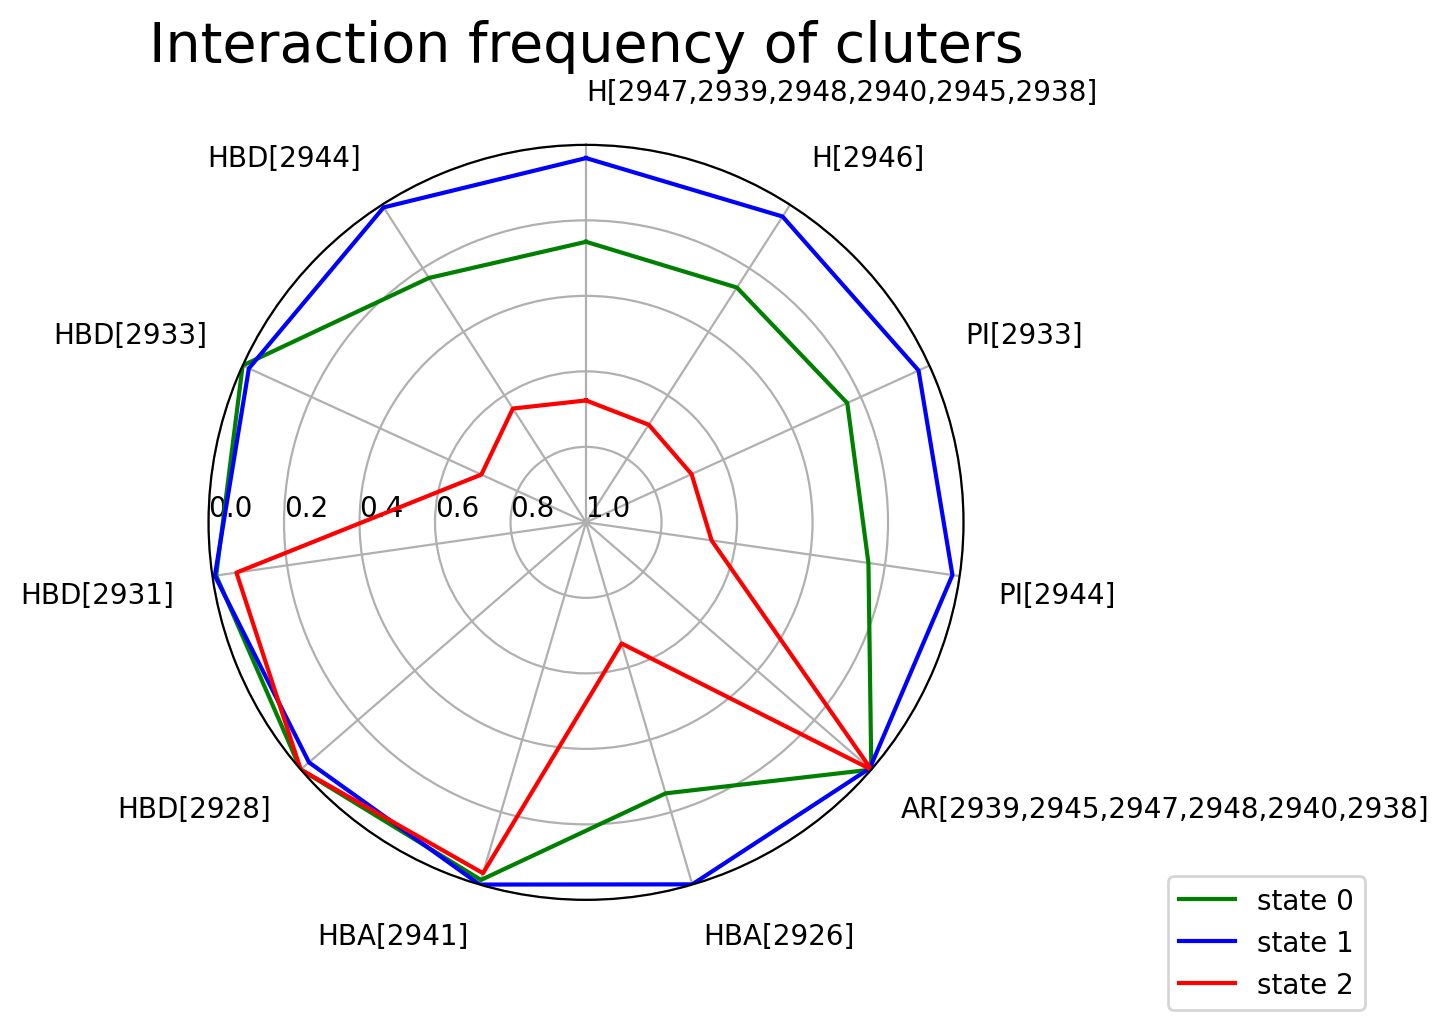 Interaction frequency of cluters
H[2947,2939,2948,2940,2945,2938]
HBD[2944]
H[2946]
HBD[2933]
PI[2933]
0.0 0.2 0.4 0.6 0.8 1.0
HBD[2931]
PI[2944]
HBD[2928]
AR[2939,2945,2947,2948,2940,2938]
HBA[2941]
HBA[2926]
state 0
state 1
state 2